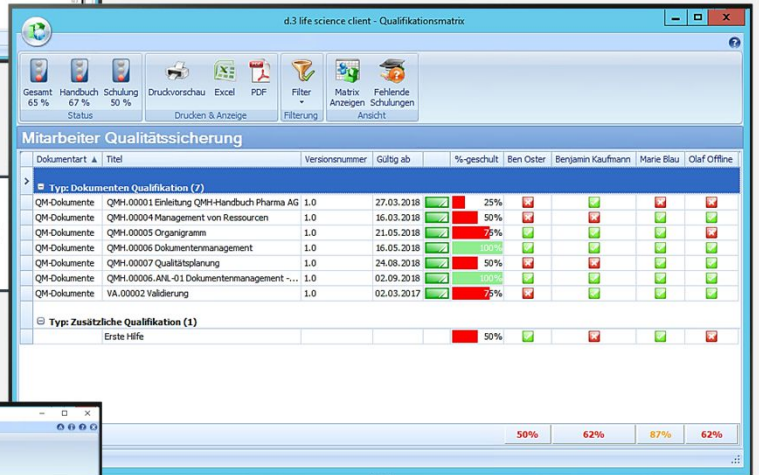 d.3 life science client - Qualifikationsmatrix
Gesamt Handbuch Schulung Druckvorschau Excel PDF Filter Matrix Fehlende
65 % 67 % 50 % Anzeigen Schulungen
Status Drucken & Anzeige Filterung Ansicht
Mitarbeiter Qualitätssicherung
Dokumentart Titel Versionsnummer Gültig ab %-geschult Ben Oster Benjamin Kaufmann Marie Blau Olaf Offline
Typ: Dokumenten Qualifikation (7)
QM-Dokumente QMH.00001 Einleitung QMH-Handbuch Pharma AG 1.0 27.03.2018 25%
QM-Dokumente QMH.00004 Management von Ressourcen 1.0 16.03.2018 50%
QM-Dokumente QMH.00005 Organigramm 1.0 21.05.2018 75%
QM-Dokumente QMH.00006 Dokumentenmanagement 1.0 16.05.2018 100%
QM-Dokumente QMH.00007 Qualitätsplanung 1.0 24.08.2018 50%
QM-Dokumente QMH.00006.ANL-01 Dokumentenmanagement -... 1.0 02.09.2018 100%
QM-Dokumente VA.00002 Validierung 1.0 02.03.2017 75%
Typ: Zusätzliche Qualifikation (1)
Erste Hilfe 50%
50% 62% 87% 62%